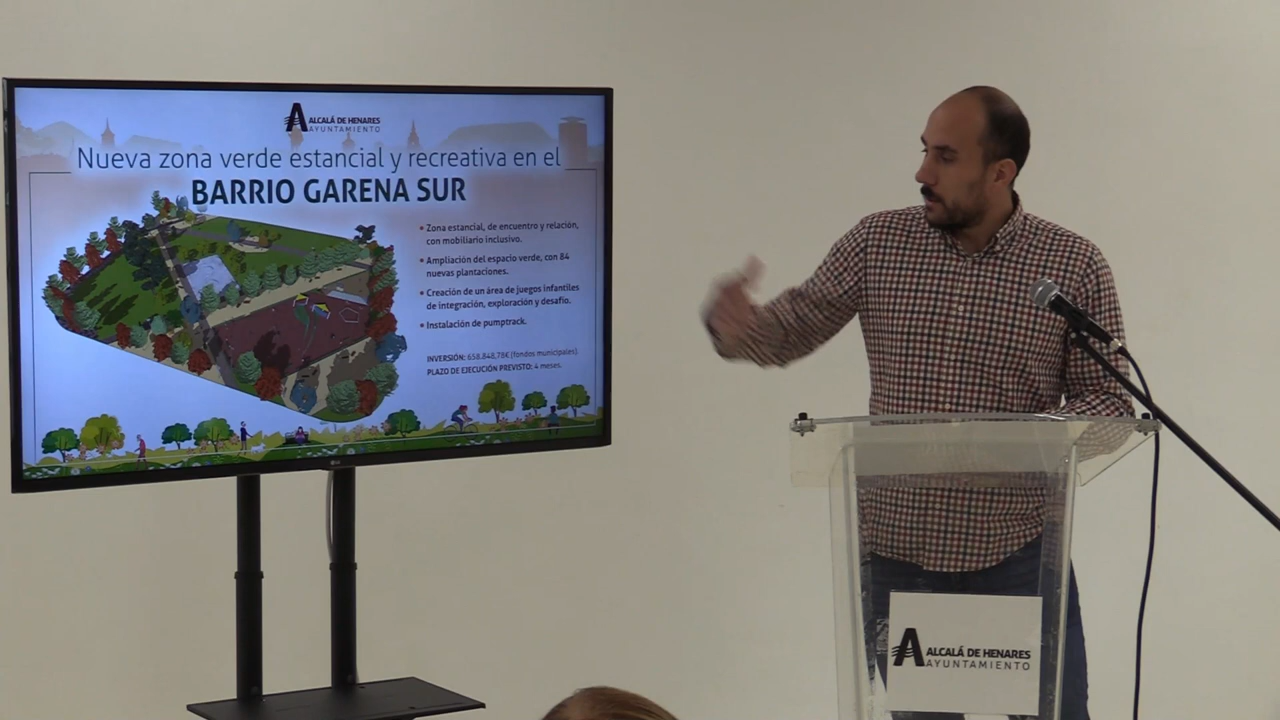 ALCALÁ DE HENARES
AYUNTAMIENTO
Nueva zona verde estancial y recreativa en el
BARRIO GARENA SUR
• Zona estancial, de encuentro y relación,
con mobiliario inclusivo.
• Ampliación del espacio verde, con 84
nuevas plantaciones.
• Creación de un área de juegos infantiles
de integración, exploración y desafío.
• Instalación de pumptrack.
INVERSIÓN: 658.848,78€ (fondos municipales).
PLAZO DE EJECUCIÓN PREVISTO: 4 meses.
LG
ALCALÁ DE HENARES
AYUNTAMIENTO